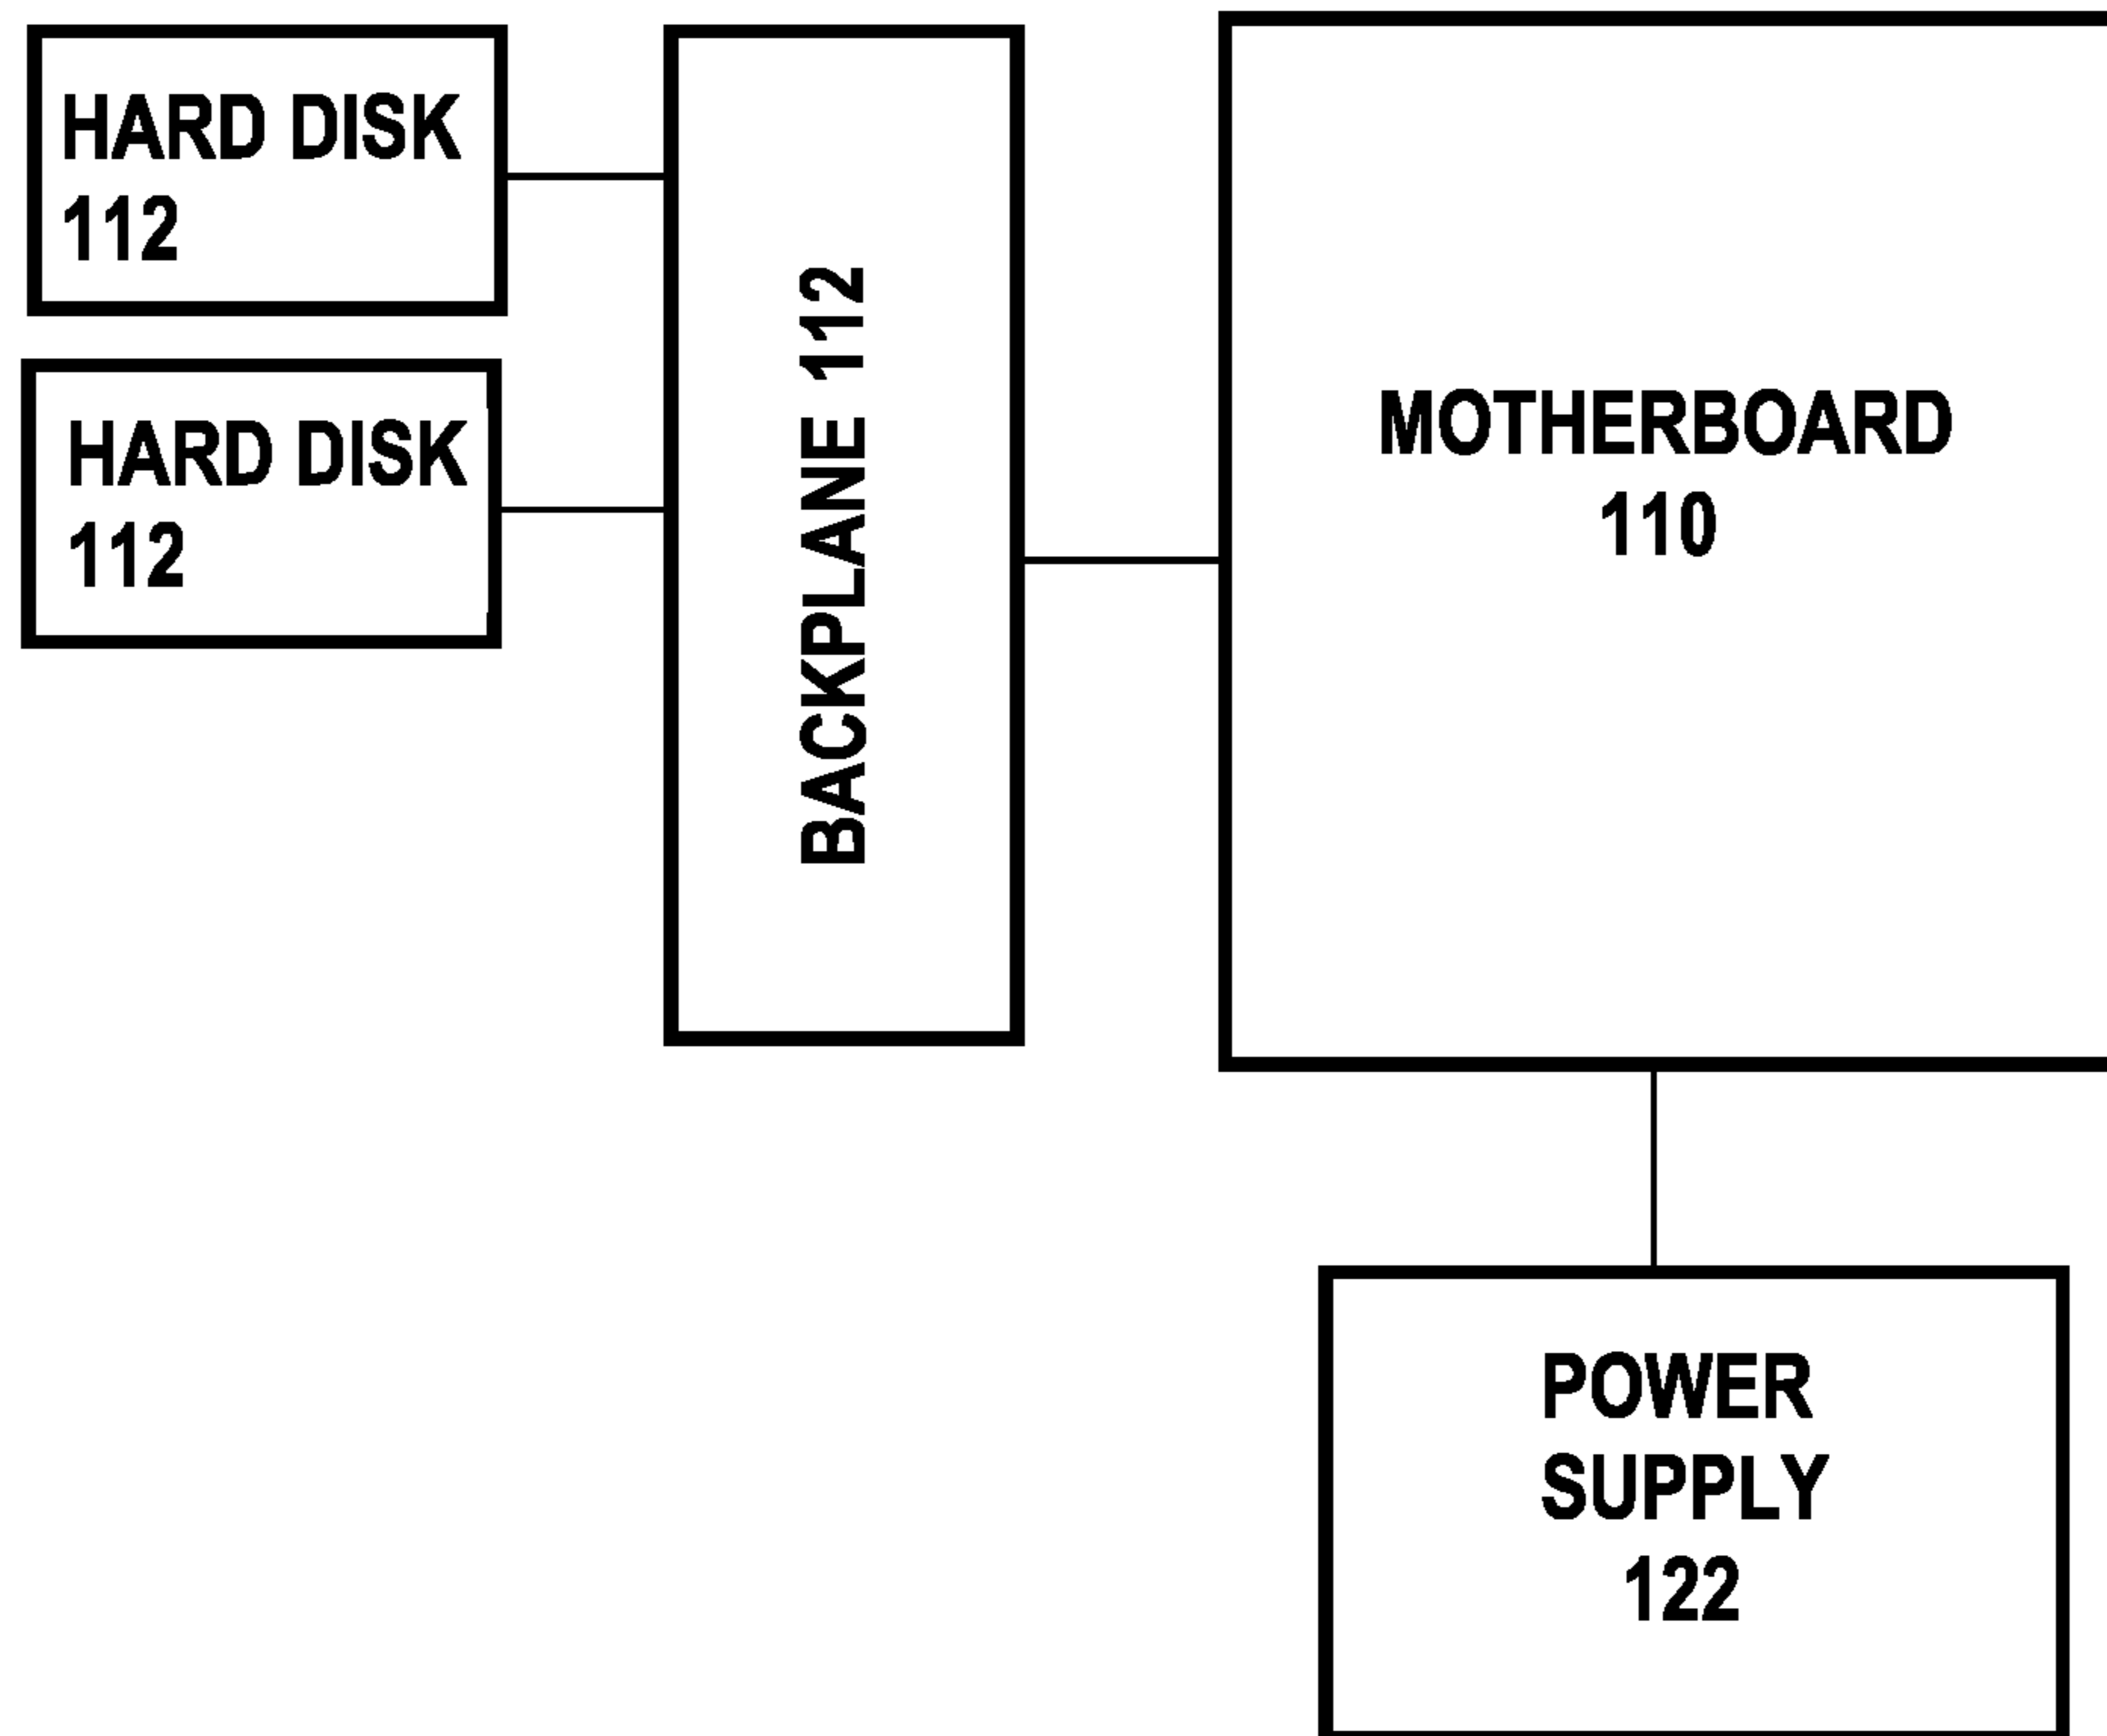 HARD DISK
112
HARD DISK
112
BACKPLANE 112
MOTHERBOARD
110
POWER
SUPPLY
122